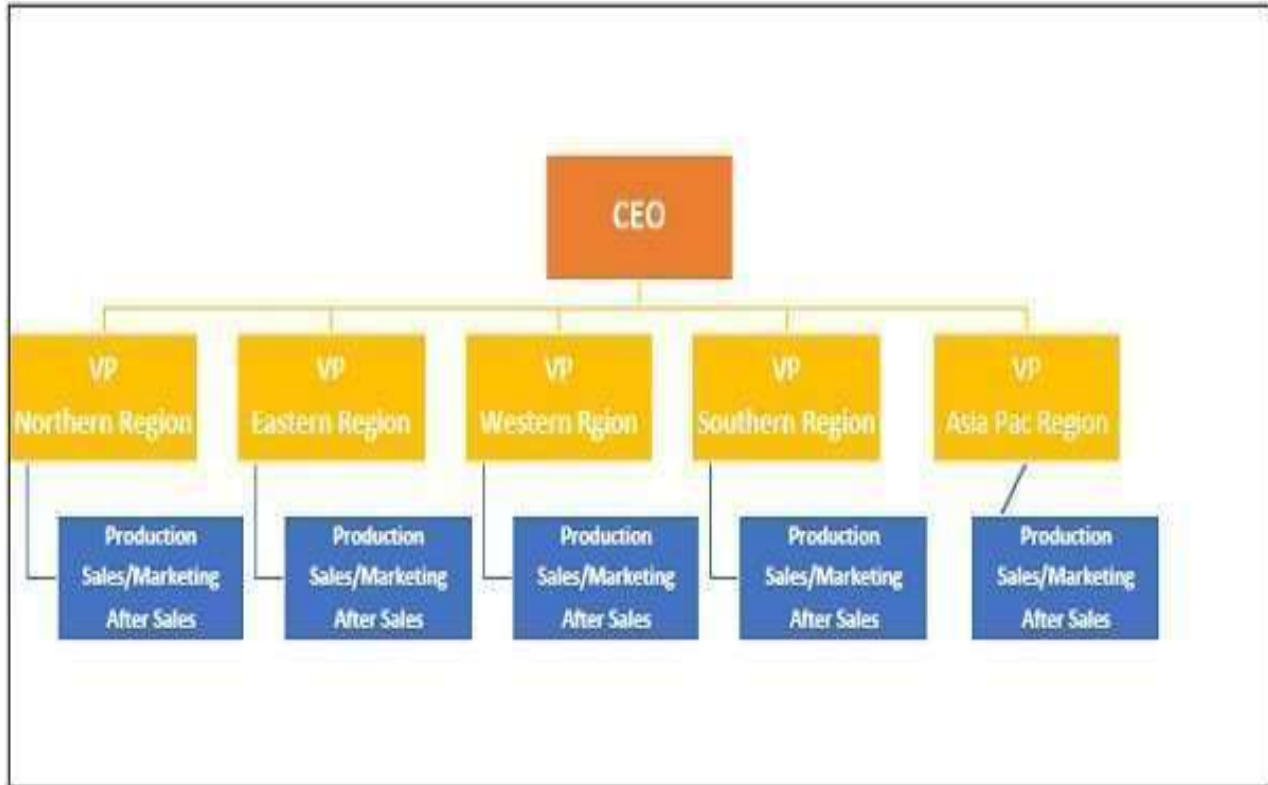 CEO
VP
Northern Region
VP
Eastern Region
VP
Western Rgion
VP
Southern Region
VP
Asia Pac Region
Production
Sales/Marketing
After Sales
Production
Sales/Marketing
After Sales
Production
Sales/Marketing
After Sales
Production
Sales/Marketing
After Sales
Production
Sales/Marketing
After Sales